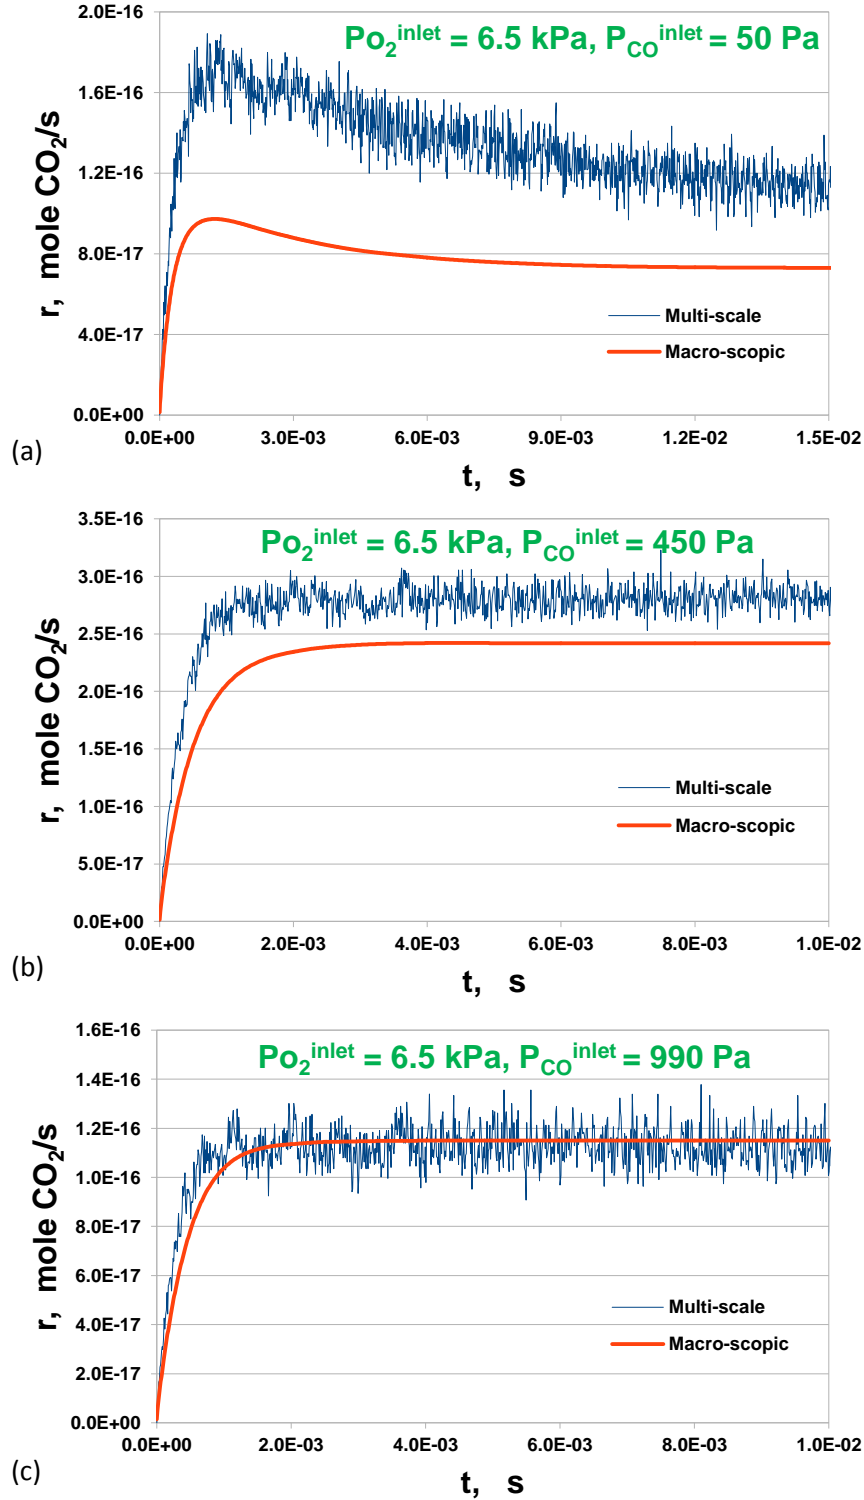 2.0E-16
Po₂ⁱⁿˡᵉᵗ = 6.5 kPa, P_COⁱⁿˡᵉᵗ = 50 Pa
1.6E-16
1.2E-16
8.0E-17
4.0E-17
0.0E+00
r, mole CO₂/s
Multi-scale
Macro-scopic
0.0E+00 3.0E-03 6.0E-03 9.0E-03 1.2E-02 1.5E-02
(a)
t, s
3.5E-16
Po₂ⁱⁿˡᵉᵗ = 6.5 kPa, P_COⁱⁿˡᵉᵗ = 450 Pa
3.0E-16
2.5E-16
2.0E-16
1.5E-16
1.0E-16
5.0E-17
0.0E+00
r, mole CO₂/s
Multi-scale
Macro-scopic
0.0E+00 2.0E-03 4.0E-03 6.0E-03 8.0E-03 1.0E-02
(b)
t, s
1.6E-16
Po₂ⁱⁿˡᵉᵗ = 6.5 kPa, P_COⁱⁿˡᵉᵗ = 990 Pa
1.4E-16
1.2E-16
1.0E-16
8.0E-17
6.0E-17
4.0E-17
2.0E-17
0.0E+00
r, mole CO₂/s
Multi-scale
Macro-scopic
0.0E+00 2.0E-03 4.0E-03 6.0E-03 8.0E-03 1.0E-02
(c)
t, s